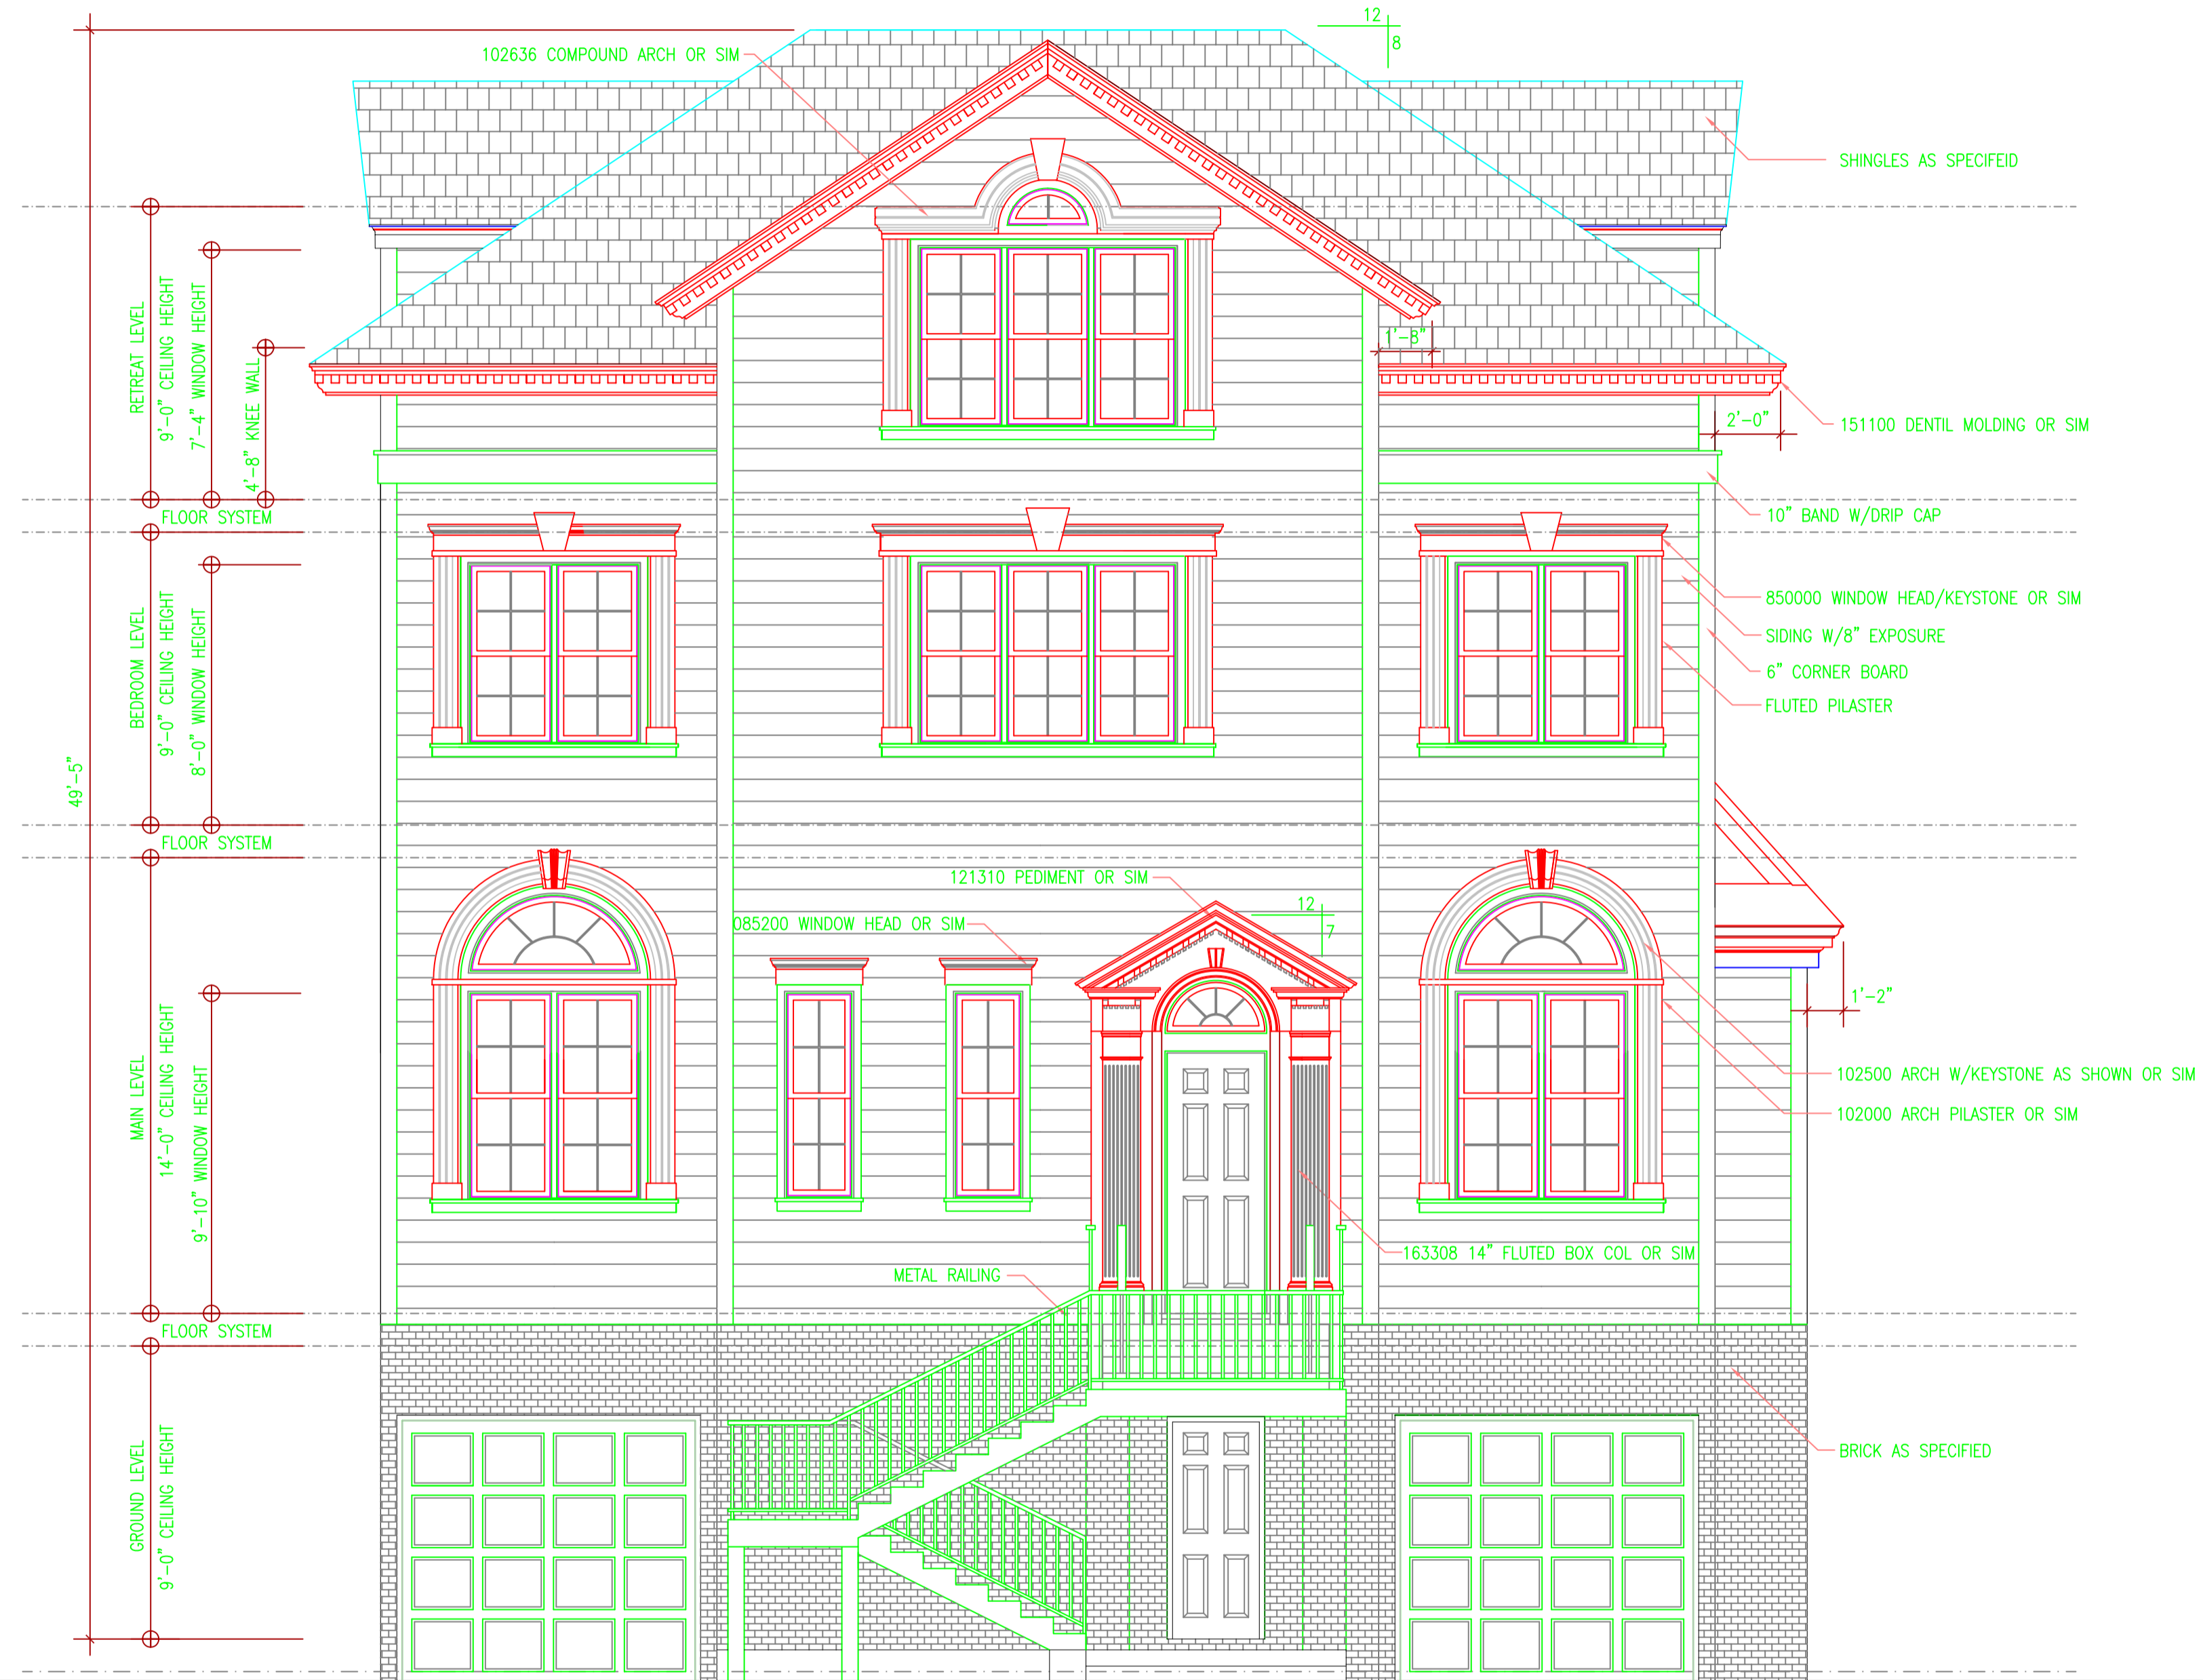 12
8
102636 COMPOUND ARCH OR SIM
SHINGLES AS SPECIFEID
RETREAT LEVEL
9'-0" CEILING HEIGHT
7'-4" WINDOW HEIGHT
4'-8" KNEE WALL
1'-8"
2'-0"
151100 DENTIL MOLDING OR SIM
FLOOR SYSTEM
10" BAND W/DRIP CAP
BEDROOM LEVEL
9'-0" CEILING HEIGHT
8'-0" WINDOW HEIGHT
850000 WINDOW HEAD/KEYSTONE OR SIM
SIDING W/8" EXPOSURE
6" CORNER BOARD
FLUTED PILASTER
49'-5"
FLOOR SYSTEM
121310 PEDIMENT OR SIM
12
7
085200 WINDOW HEAD OR SIM
1'-2"
MAIN LEVEL
14'-0" CEILING HEIGHT
9'-10" WINDOW HEIGHT
102500 ARCH W/KEYSTONE AS SHOWN OR SIM
102000 ARCH PILASTER OR SIM
163308 14" FLUTED BOX COL OR SIM
METAL RAILING
FLOOR SYSTEM
GROUND LEVEL
9'-0" CEILING HEIGHT
BRICK AS SPECIFIED